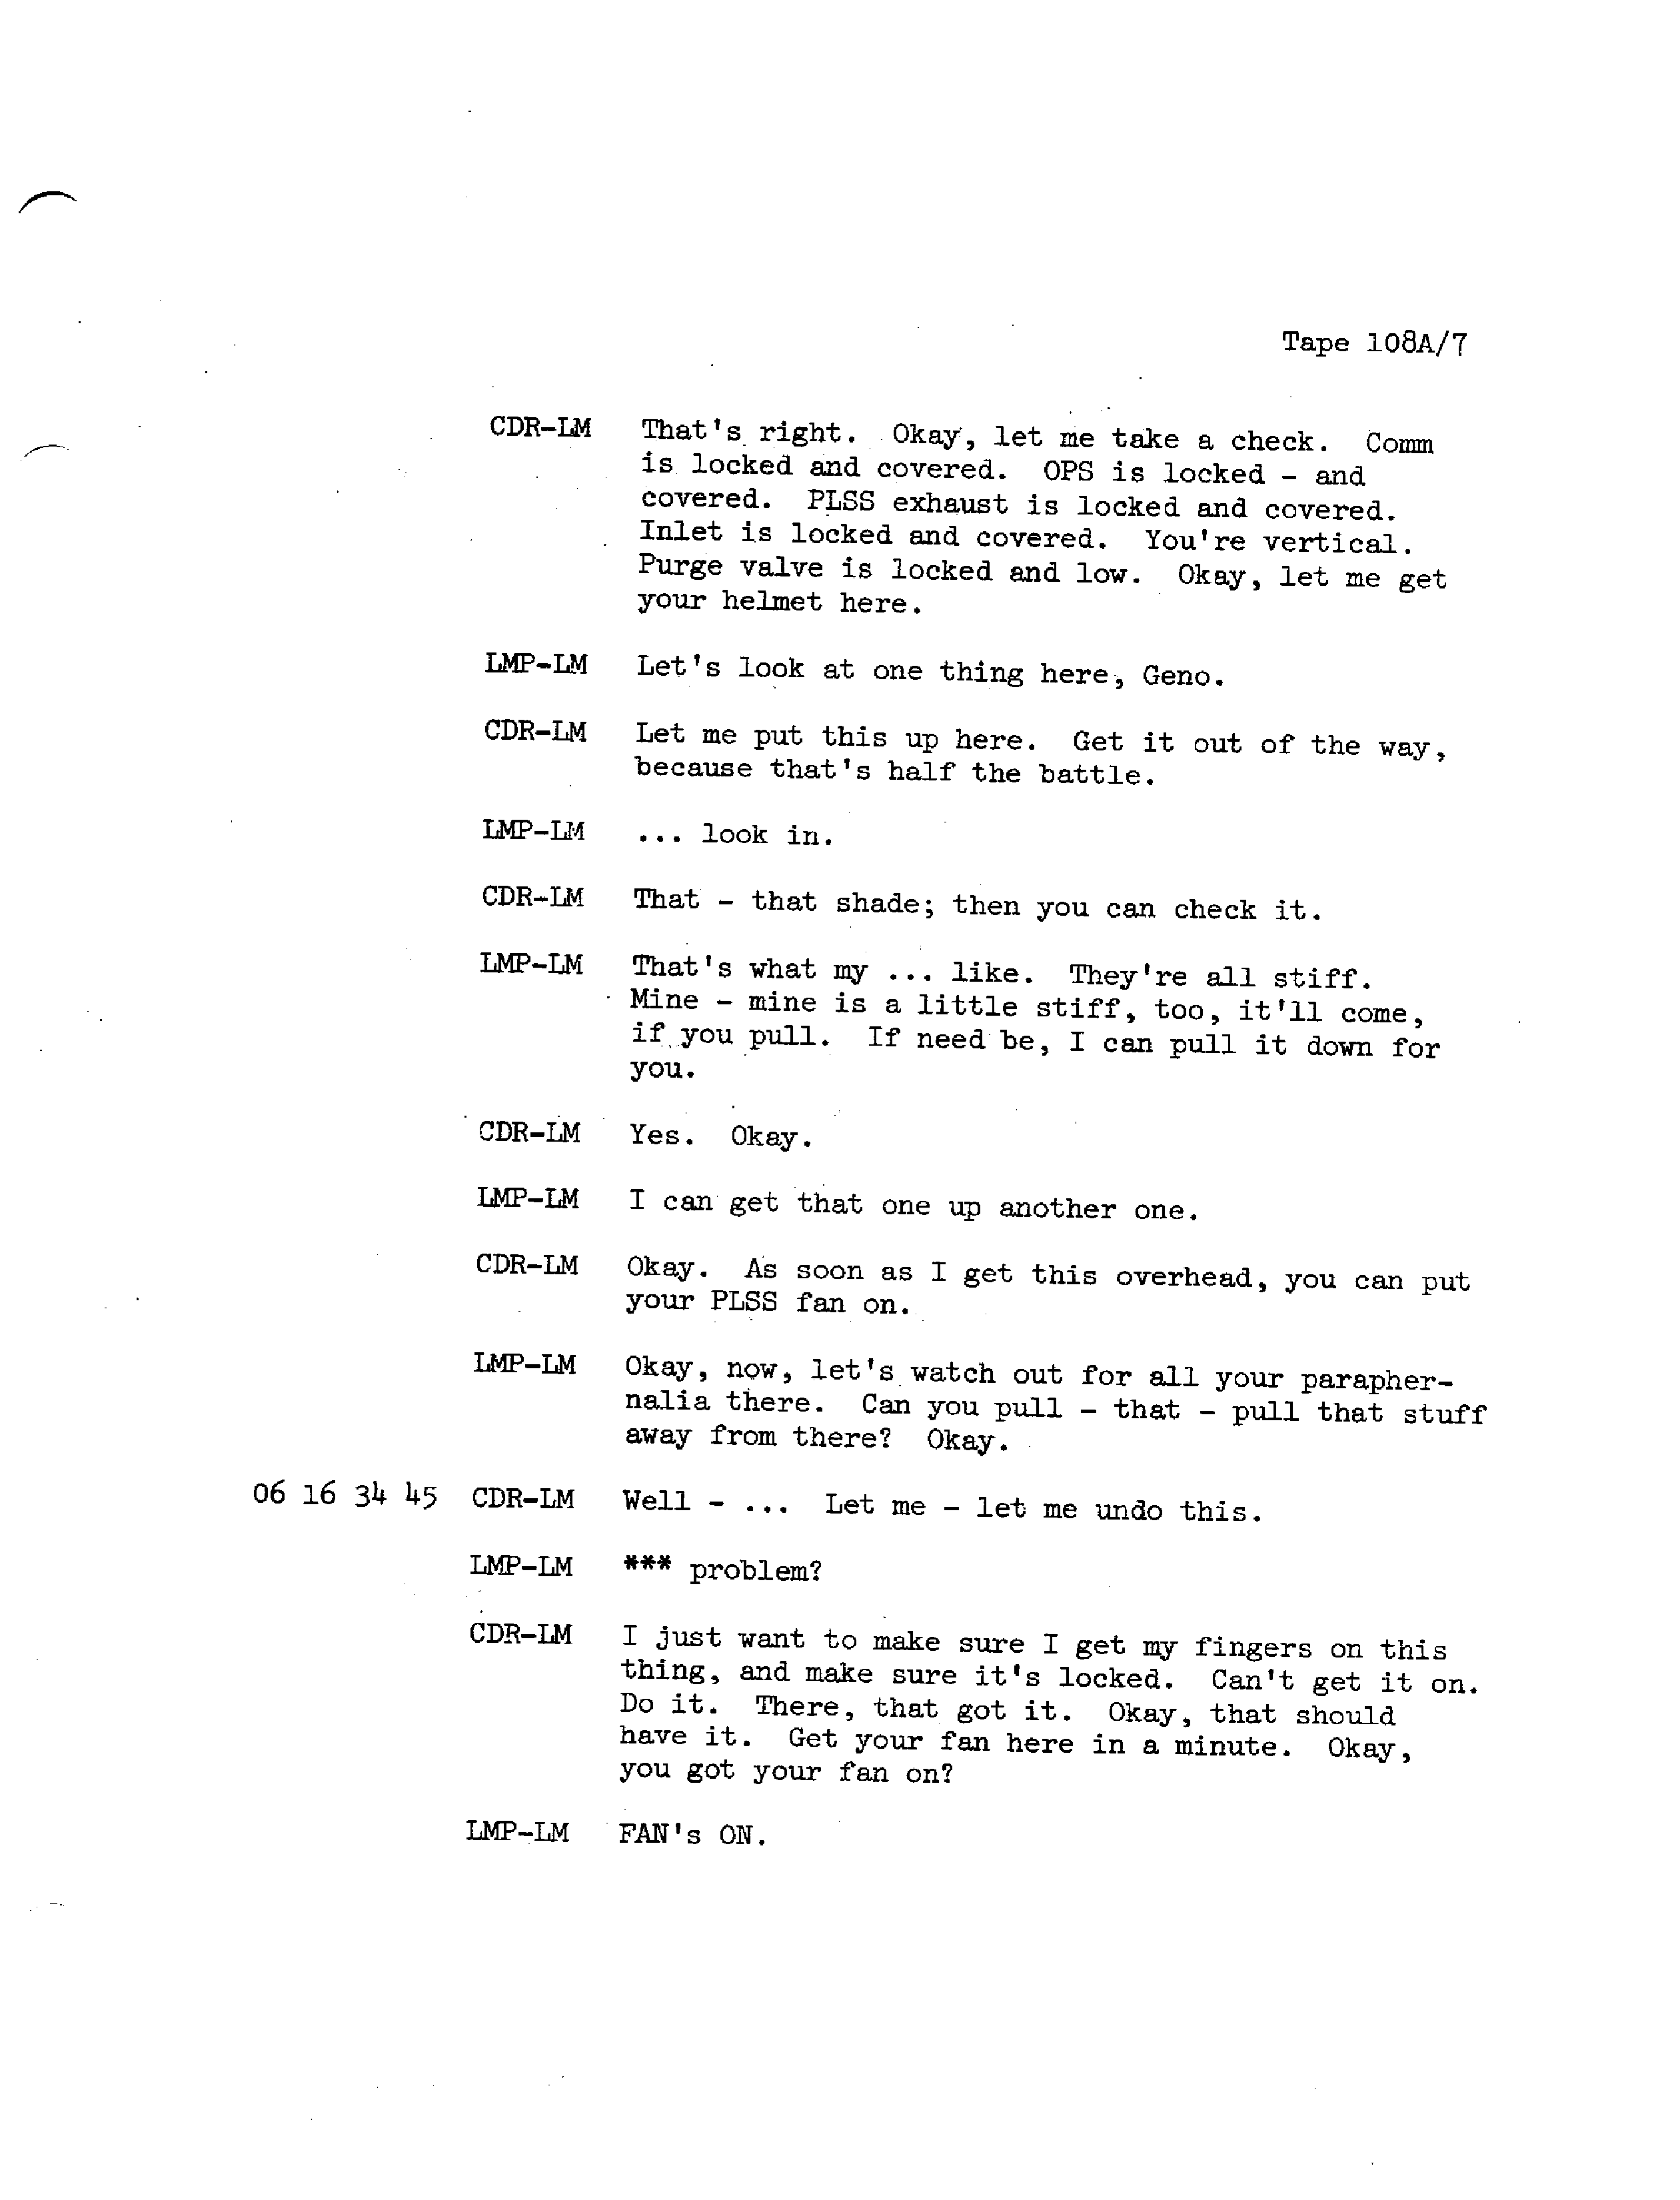 Tape 108A/7
CDR-LM That's right. Okay, let me take a check. Comm
is locked and covered. OPS is locked - and
covered. PLSS exhaust is locked and covered.
Inlet is locked and covered. You're vertical.
Purge valve is locked and low. Okay, let me get
your helmet here.
LMP-LM Let's look at one thing here, Geno.
CDR-LM Let me put this up here. Get it out of the way,
because that's half the battle.
LMP-LM ... look in.
CDR-LM That - that shade; then you can check it.
LMP-LM That's what my ... like. They're all stiff.
Mine - mine is a little stiff, too, it'll come,
if you pull. If need be, I can pull it down for
you.
CDR-LM Yes. Okay.
LMP-LM I can get that one up another one.
CDR-LM Okay. As soon as I get this overhead, you can put
your PLSS fan on.
LMP-LM Okay, now, let's watch out for all your parapher-
nalia there. Can you pull - that - pull that stuff
away from there? Okay.
06 16 34 45 CDR-LM Well - ... Let me - let me undo this.
LMP-LM *** problem?
CDR-LM I just want to make sure I get my fingers on this
thing, and make sure it's locked. Can't get it on.
Do it. There, that got it. Okay, that should
have it. Get your fan here in a minute. Okay,
you got your fan on?
LMP-LM FAN's ON.